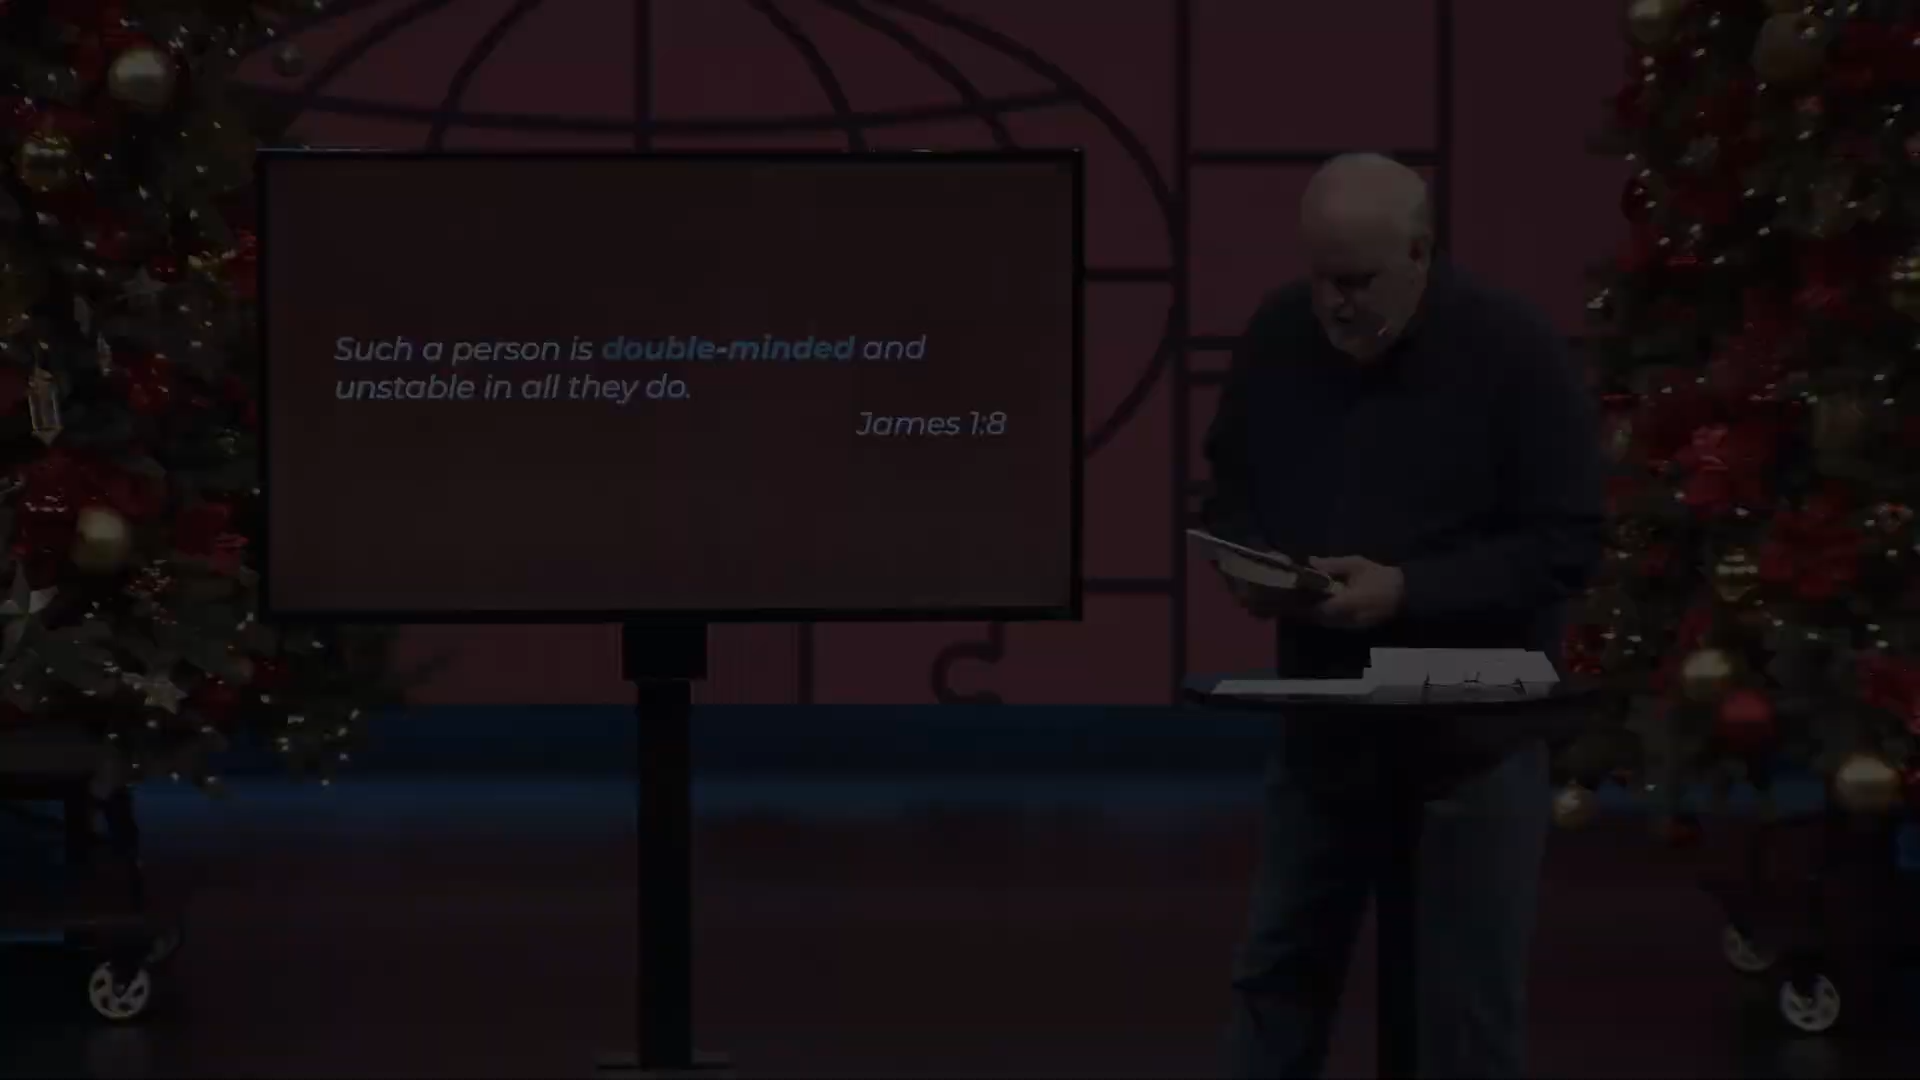 Such a person is double-minded and
unstable in all they do.
James 1:8